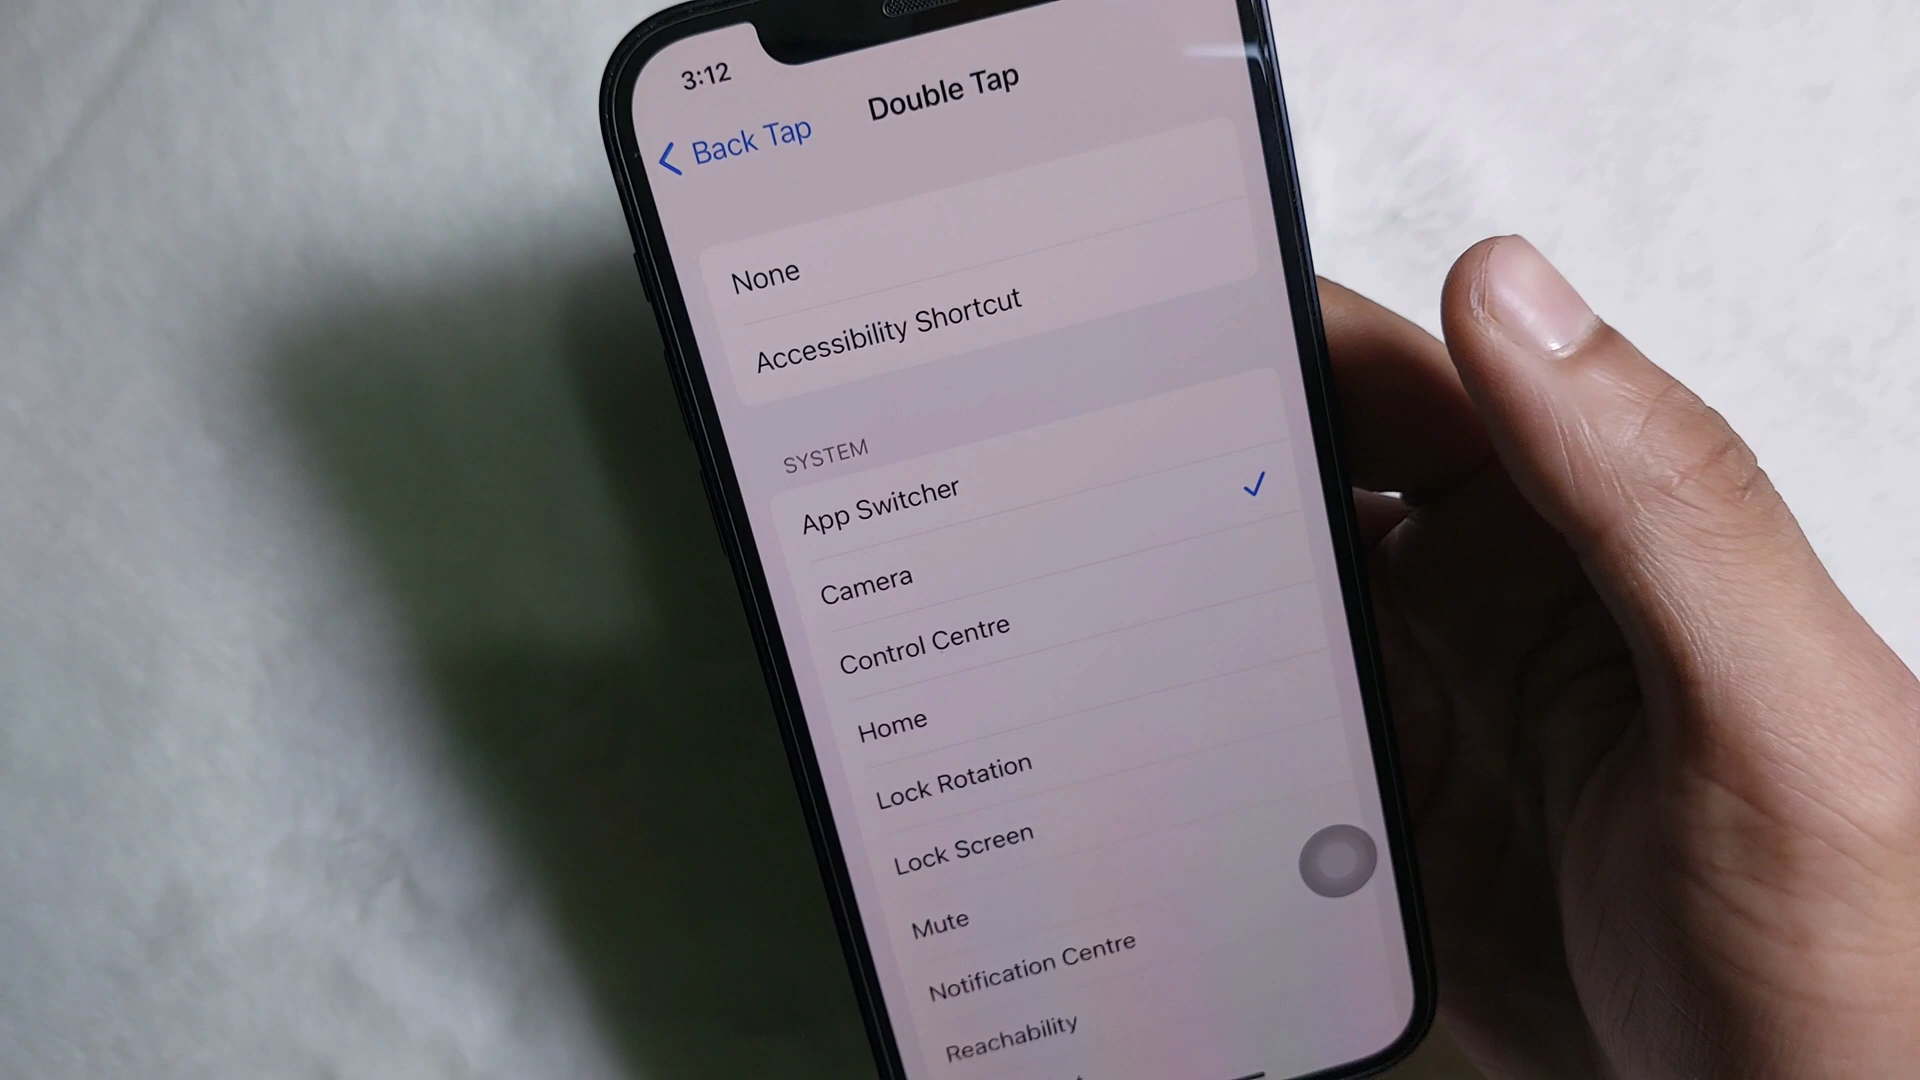 3:12
Back Tap
Double Tap
None
Accessibility Shortcut
SYSTEM
App Switcher
Camera
Control Centre
Home
Lock Rotation
Lock Screen
Mute
Notification Centre
Reachability